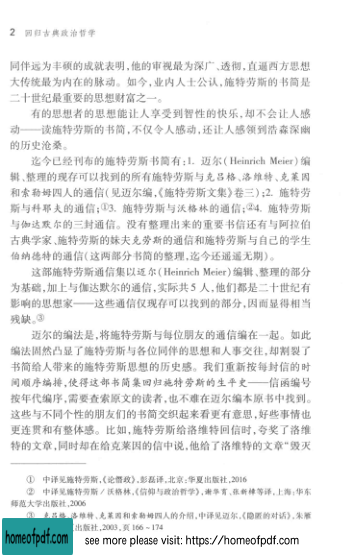 2 回归古典政治哲学
同伴远为丰硕的成就表明,他的审视最为深广、透彻,直逼西方思想
大传统最为内在的脉动。如今,业内人士公认,施特劳斯的书简是
二十世纪最重要的思想财富之一。
有的思想者的思想能让人享受到智性的快乐,却不会让人感
动——读施特劳斯的书简,不仅令人感动,还让人感领到浩森深幽
的历史沧桑。
迄今已经刊布的施特劳斯书简有:1. 迈尔(Heinrich Meier)编
辑、整理的现存可以找到的所有施特劳斯与克吕格、洛维特、克莱因
和索勒姆四人的通信(见迈尔编,《施特劳斯文集》卷三);2. 施特劳
斯与科耶夫的通信;①3. 施特劳斯与沃格林的通信;②4. 施特劳斯
与伽达默尔的三封通信。没有整理出来的重要书信还有与阿拉伯
古典学家、施特劳斯的妹夫克劳斯的通信和施特劳斯与自己的学生
伯纳德特的通信(这两部分书简的整理,迄今还遥遥无期)。
这部施特劳斯通信集以迈尔(Heinrich Meier)编辑、整理的部分
为基础,加上与伽达默尔的通信,实际共5人,他们都是二十世纪有
影响的思想家——这些通信仅现存可以找到的部分,因而显得相当
残缺。③
迈尔的编法是,将施特劳斯与每位朋友的通信编在一起。如此
编法固然凸显了施特劳斯与各位同伴的思想和人事交往,却割裂了
书简给人带来的施特劳斯思想的历史感。我们重新按每封信的时
间顺序编排,使得这部书简集回归施特劳斯的生平史——信函编号
按年代编序,需要查索原文的读者,也不难在迈尔编本原书中找到。
这些与不同个性的朋友们的书简交织起来看更有意思,好些事情也
更连贯和有整体感。比如,施特劳斯给洛维特回信时,夸奖了洛维
特的文章,同时却在给克莱因的信中说,他给了洛维特的文章“毁灭
① 中译见施特劳斯,《论僭政》,彭磊译,北京:华夏出版社,2016
② 中译见施特劳斯/沃格林,《信仰与政治哲学》,谢华育、张新樟等译,上海:华东
师范大学出版社,2006
③ 克吕格、洛维特、克莱因和索勒姆四人的介绍,中译见迈尔,《隐匿的对话》,朱雁
出版社,2003,页 166~174
homeofpdf.com see more please visit: https://homeofpdf.com